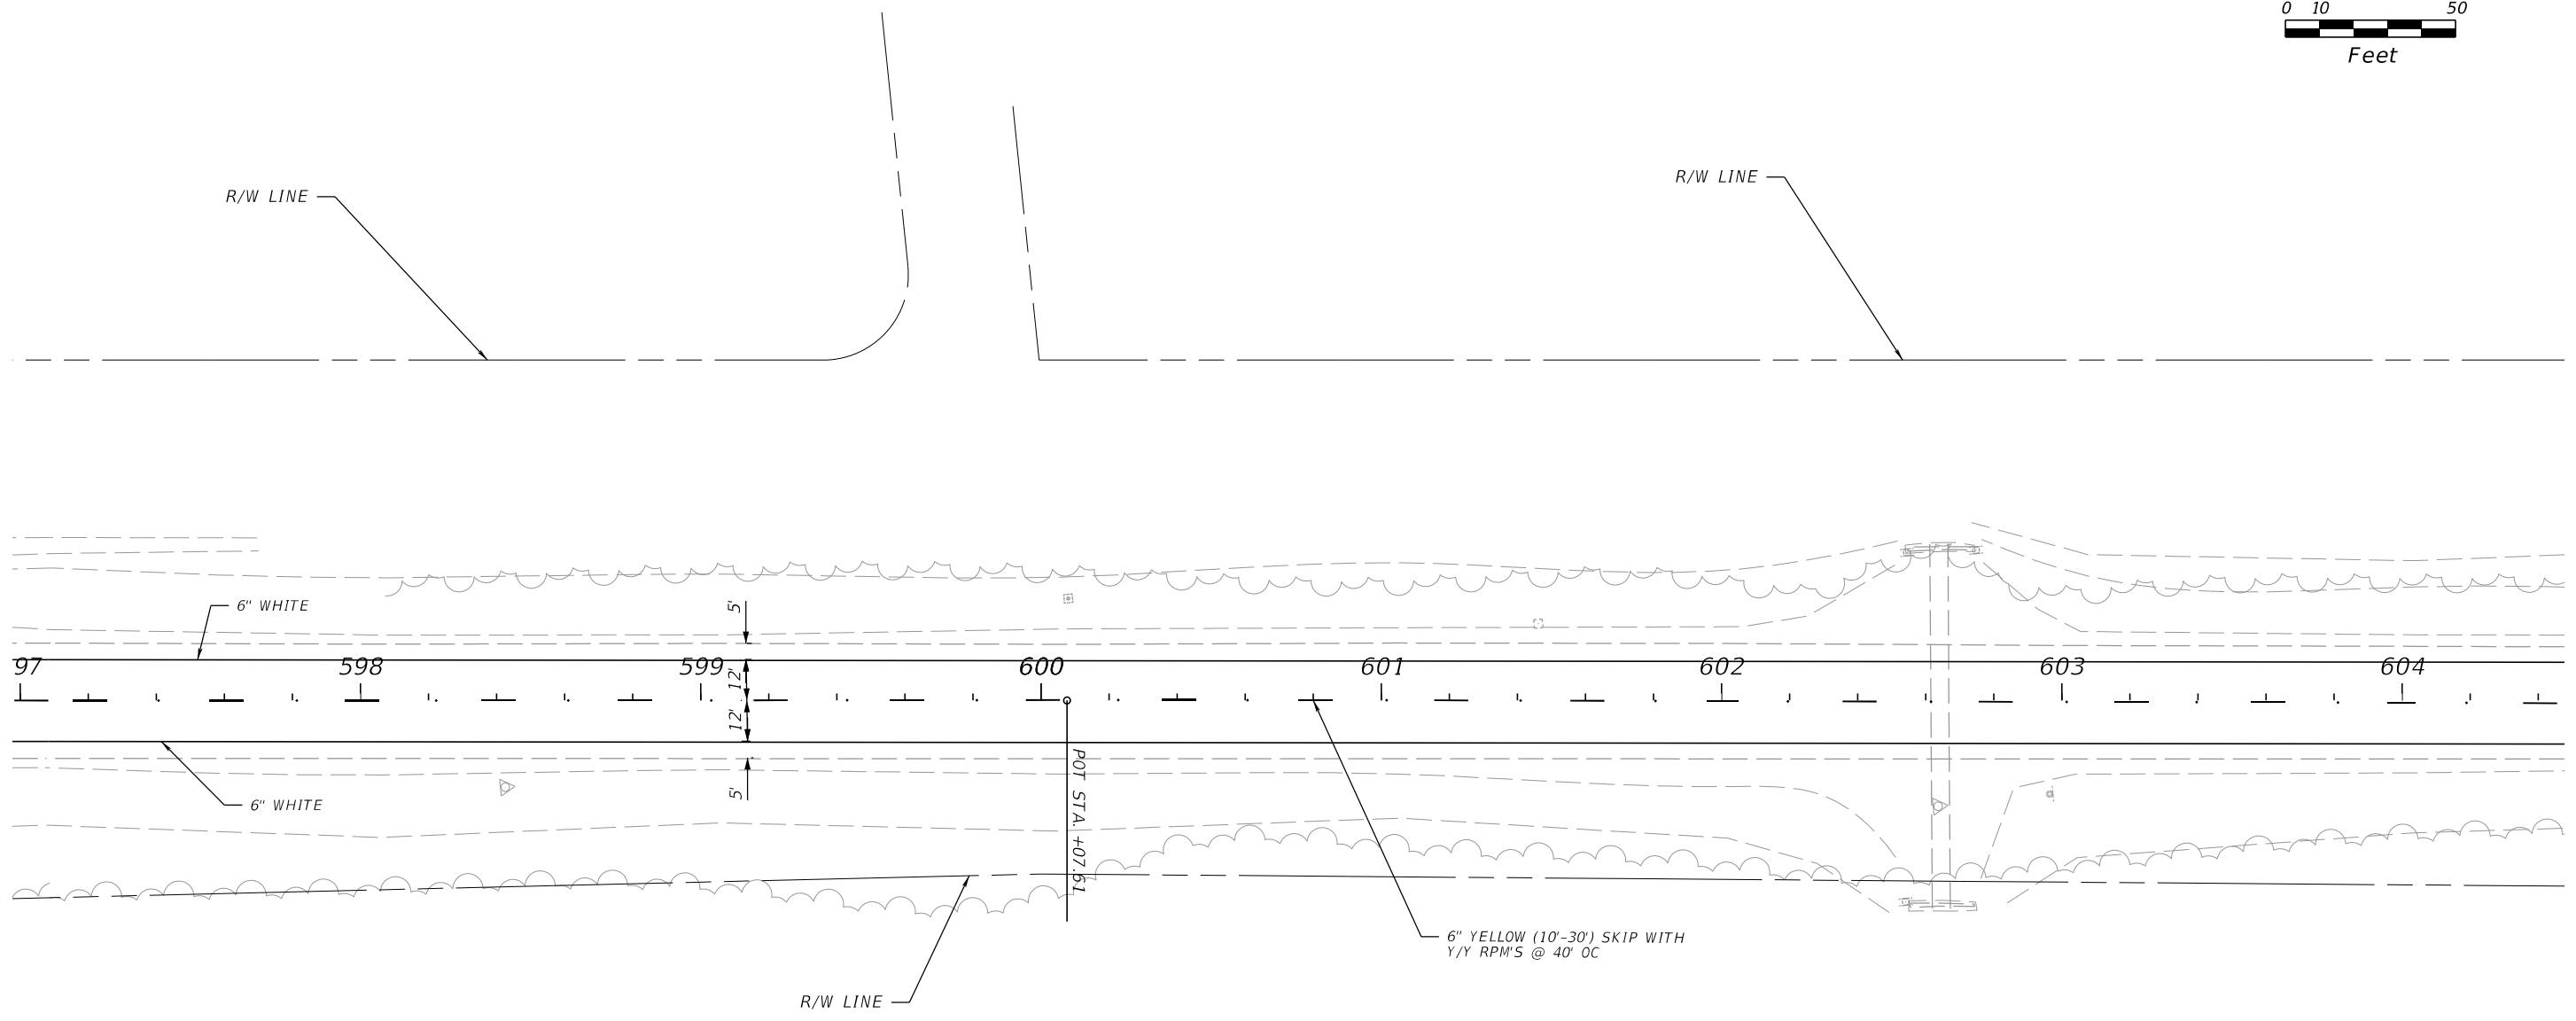 0 10 50
Feet
R/W LINE
R/W LINE
6" WHITE
5'
97 598 599 600 601 602 603 604
12'
12'
POT STA. +07.61
6" WHITE
5'
6" YELLOW (10'-30') SKIP WITH
Y/Y RPM'S @ 40' OC
R/W LINE